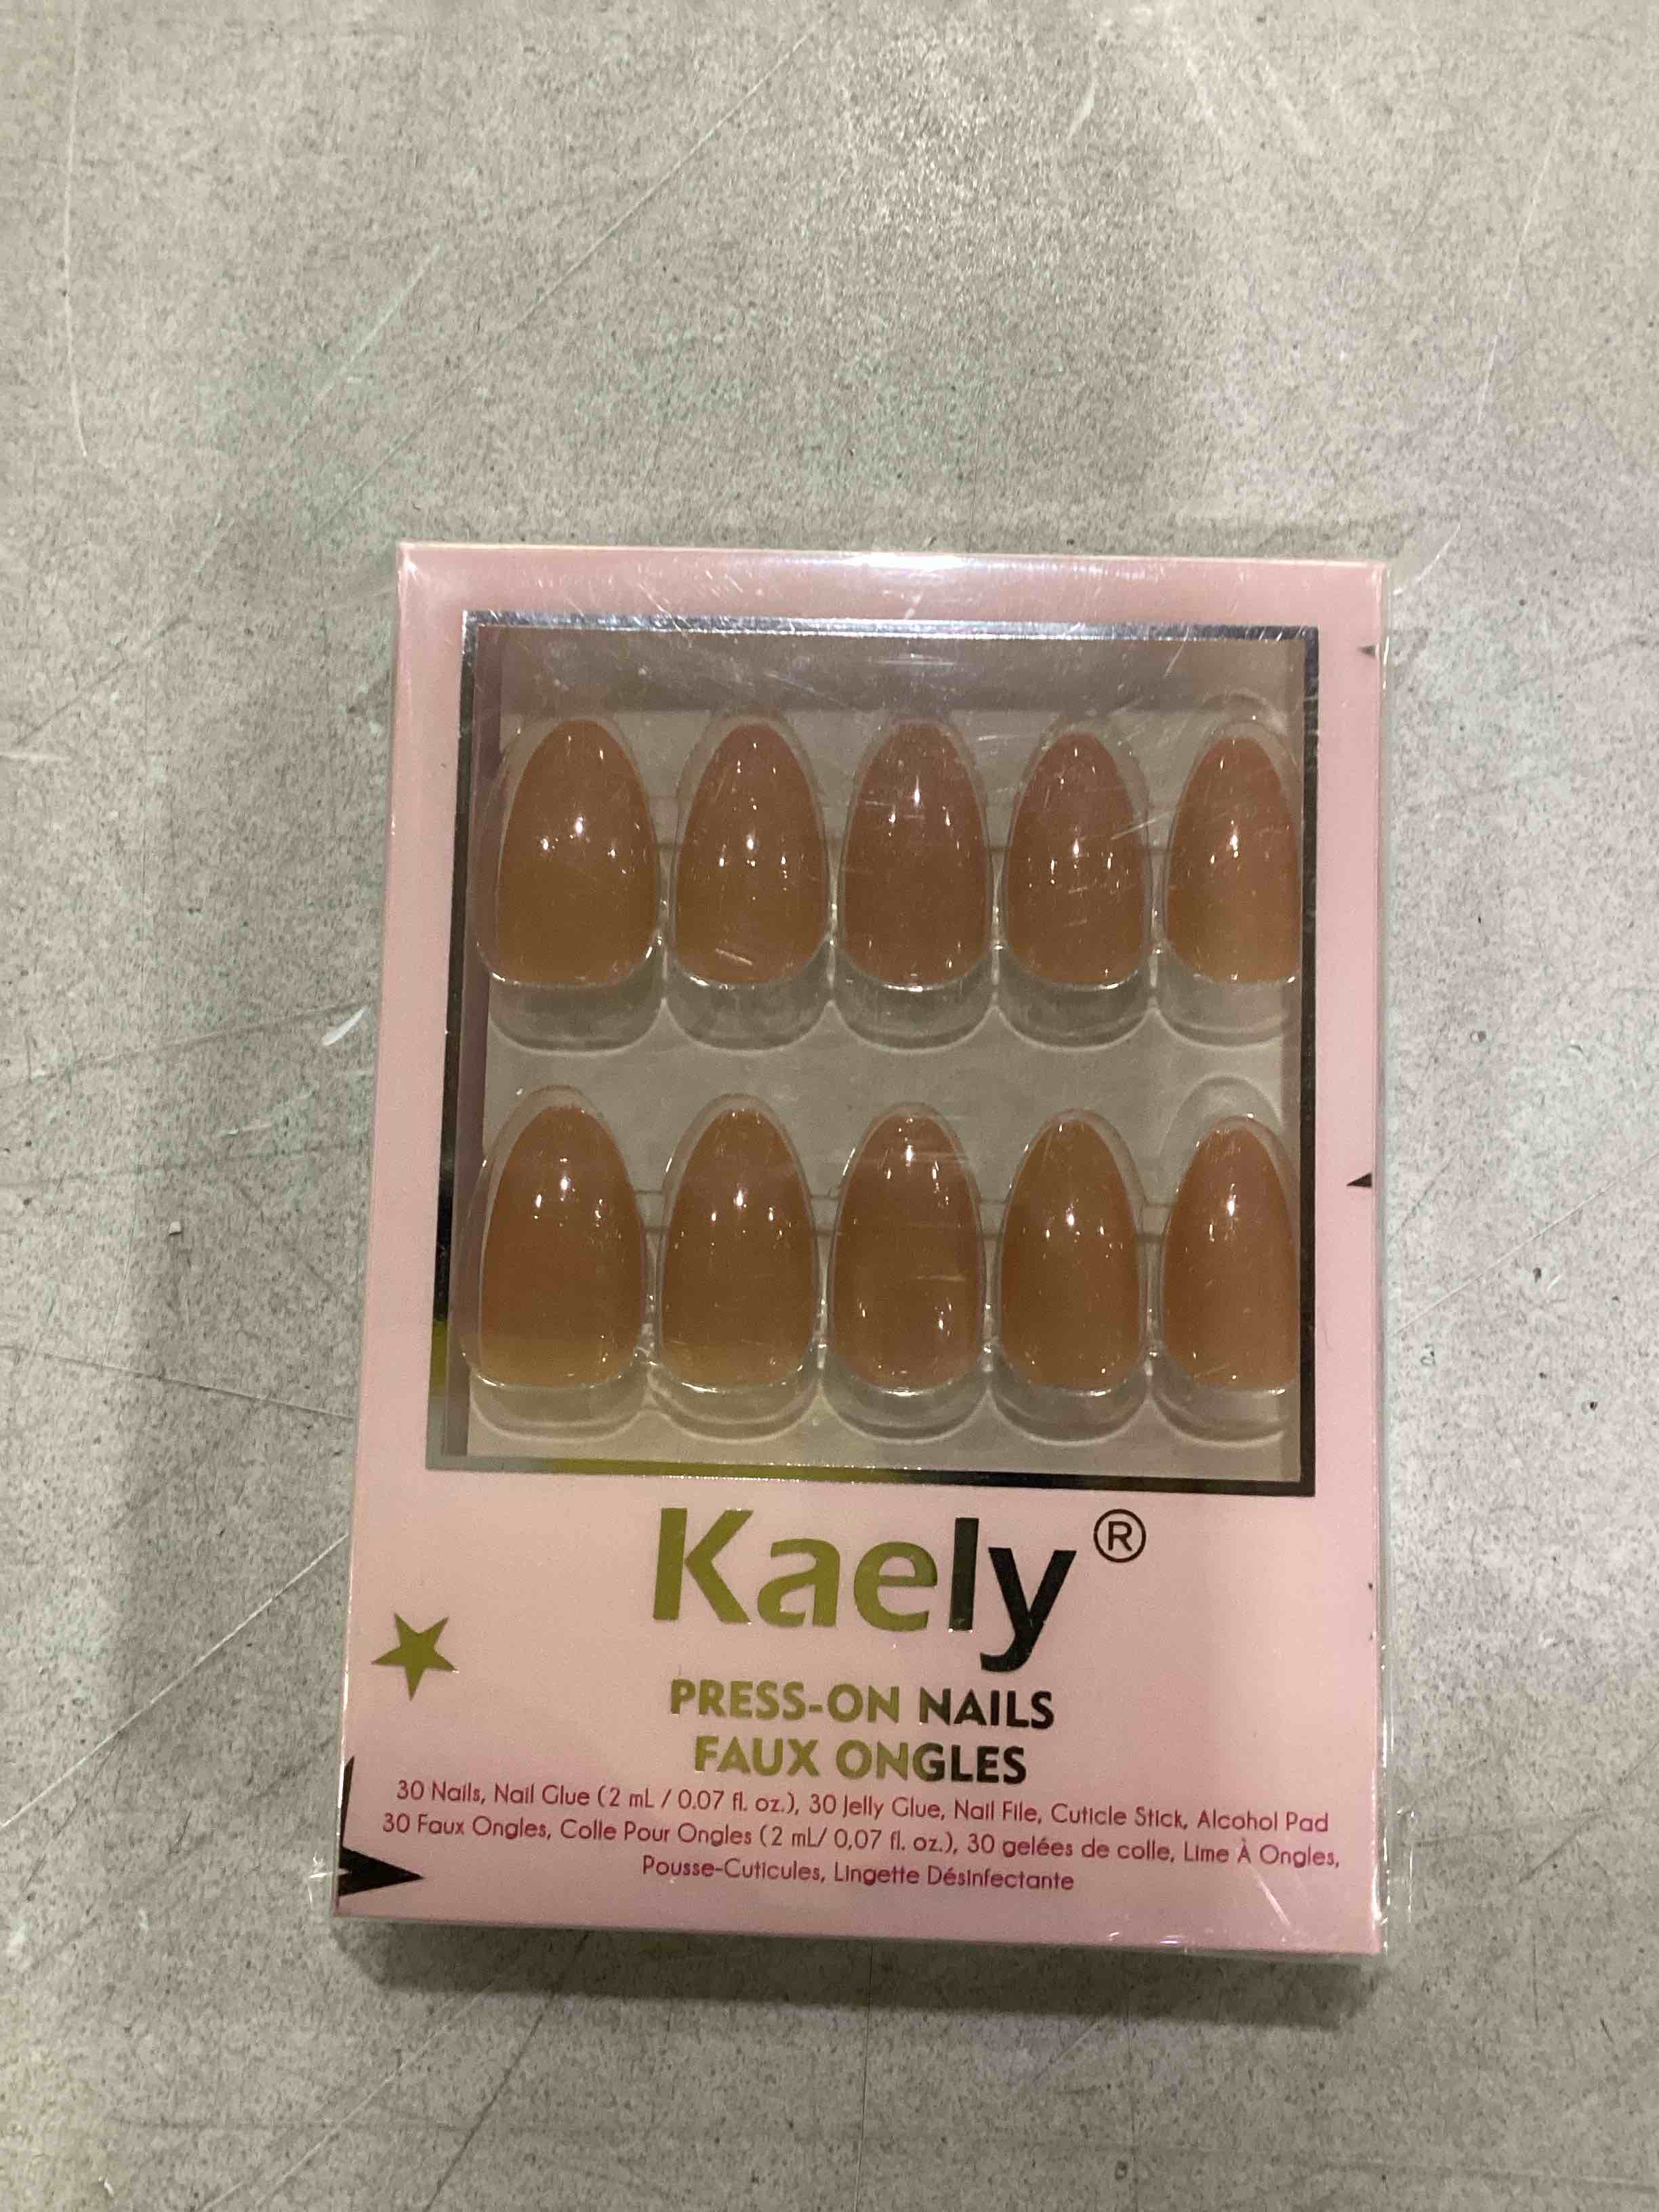 Kaely®
PRESS-ON NAILS
FAUX ONGLES
30 Nails, Nail Glue (2 mL / 0.07 fl. oz.), 30 Jelly Glue, Nail File, Cuticle Stick, Alcohol Pad
30 Faux Ongles, Colle Pour Ongles (2 mL/ 0,07 fl. oz.), 30 gelées de colle, Lime À Ongles,
Pousse-Cuticules, Lingette Désinfectante